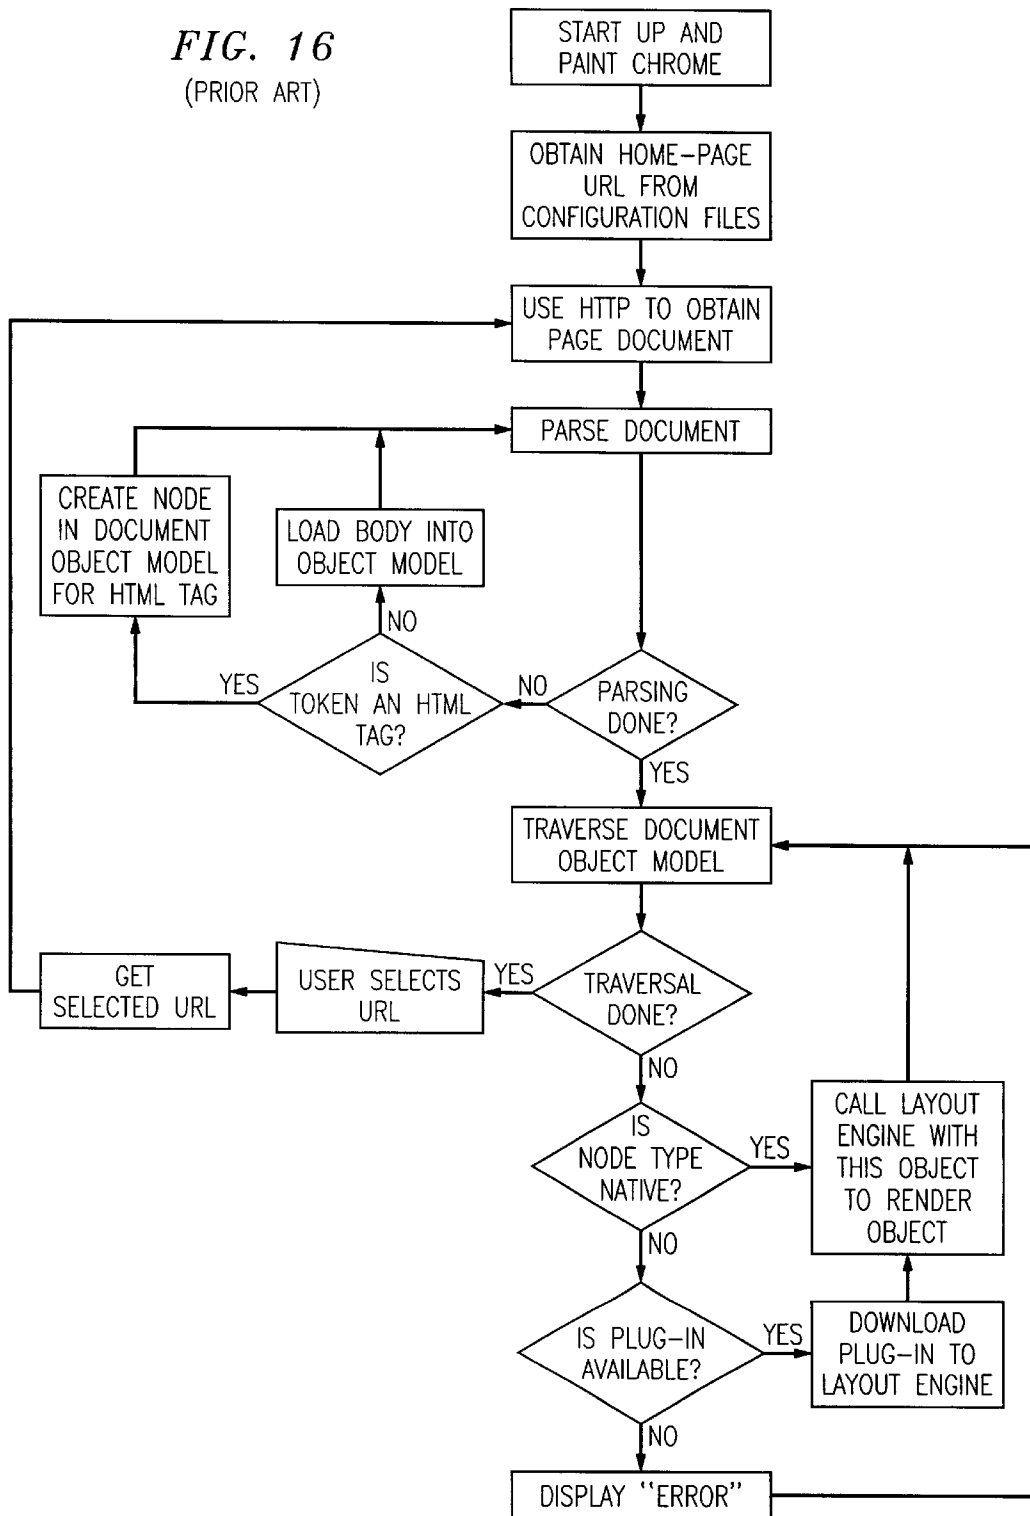 FIG. 16
(PRIOR ART)
START UP AND
PAINT CHROME
OBTAIN HOME-PAGE
URL FROM
CONFIGURATION FILES
USE HTTP TO OBTAIN
PAGE DOCUMENT
PARSE DOCUMENT
CREATE NODE
IN DOCUMENT
OBJECT MODEL
FOR HTML TAG
LOAD BODY INTO
OBJECT MODEL
NO
YES
IS
TOKEN AN HTML
TAG?
NO
PARSING
DONE?
YES
TRAVERSE DOCUMENT
OBJECT MODEL
GET
SELECTED URL
USER SELECTS
URL
YES
TRAVERSAL
DONE?
NO
IS
NODE TYPE
NATIVE?
YES
CALL LAYOUT
ENGINE WITH
THIS OBJECT
TO RENDER
OBJECT
NO
IS PLUG-IN
AVAILABLE?
YES
DOWNLOAD
PLUG-IN TO
LAYOUT ENGINE
NO
DISPLAY "ERROR"